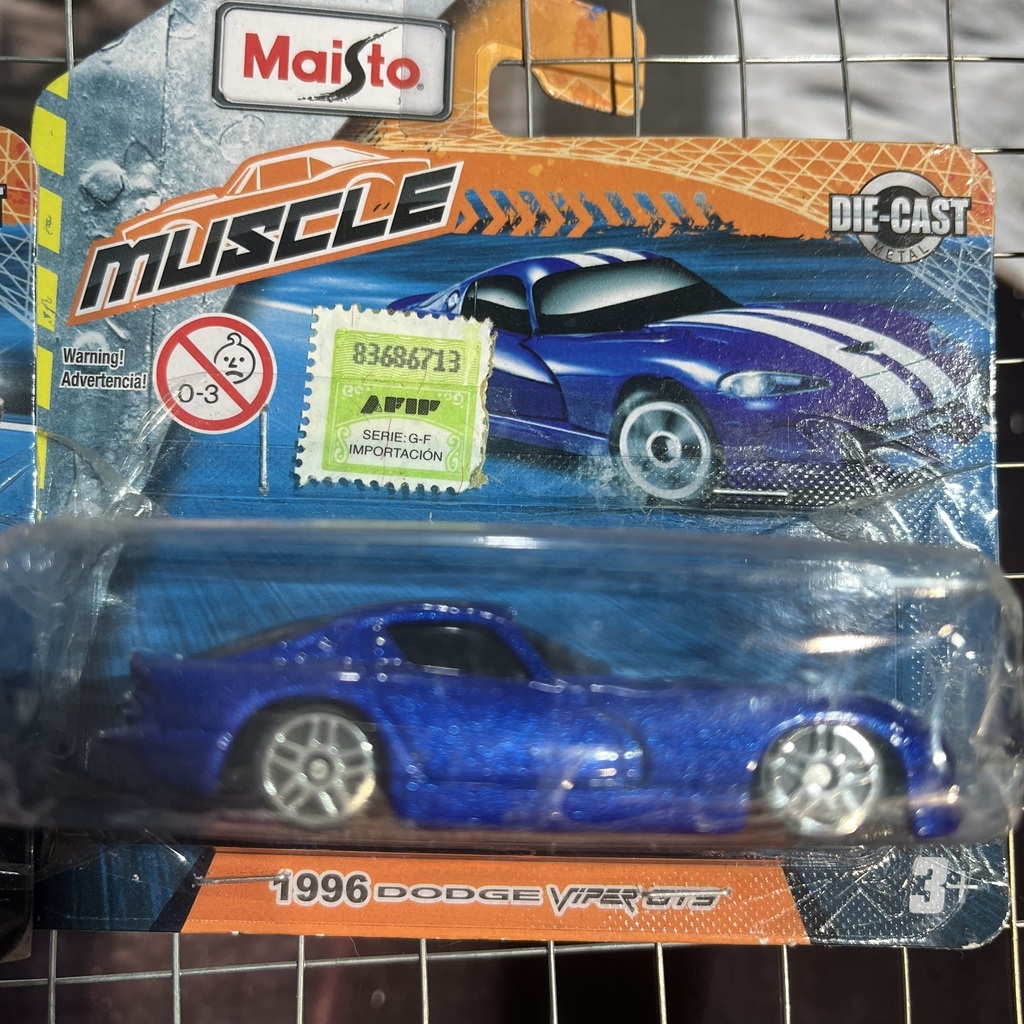 Maisto
MUSCLE
DIE-CAST
METAL
Warning!
Advertencia!
0-3
83686713
AFIP
SERIE: G-F
IMPORTACIÓN
1996 DODGE VIPER GTS
3+